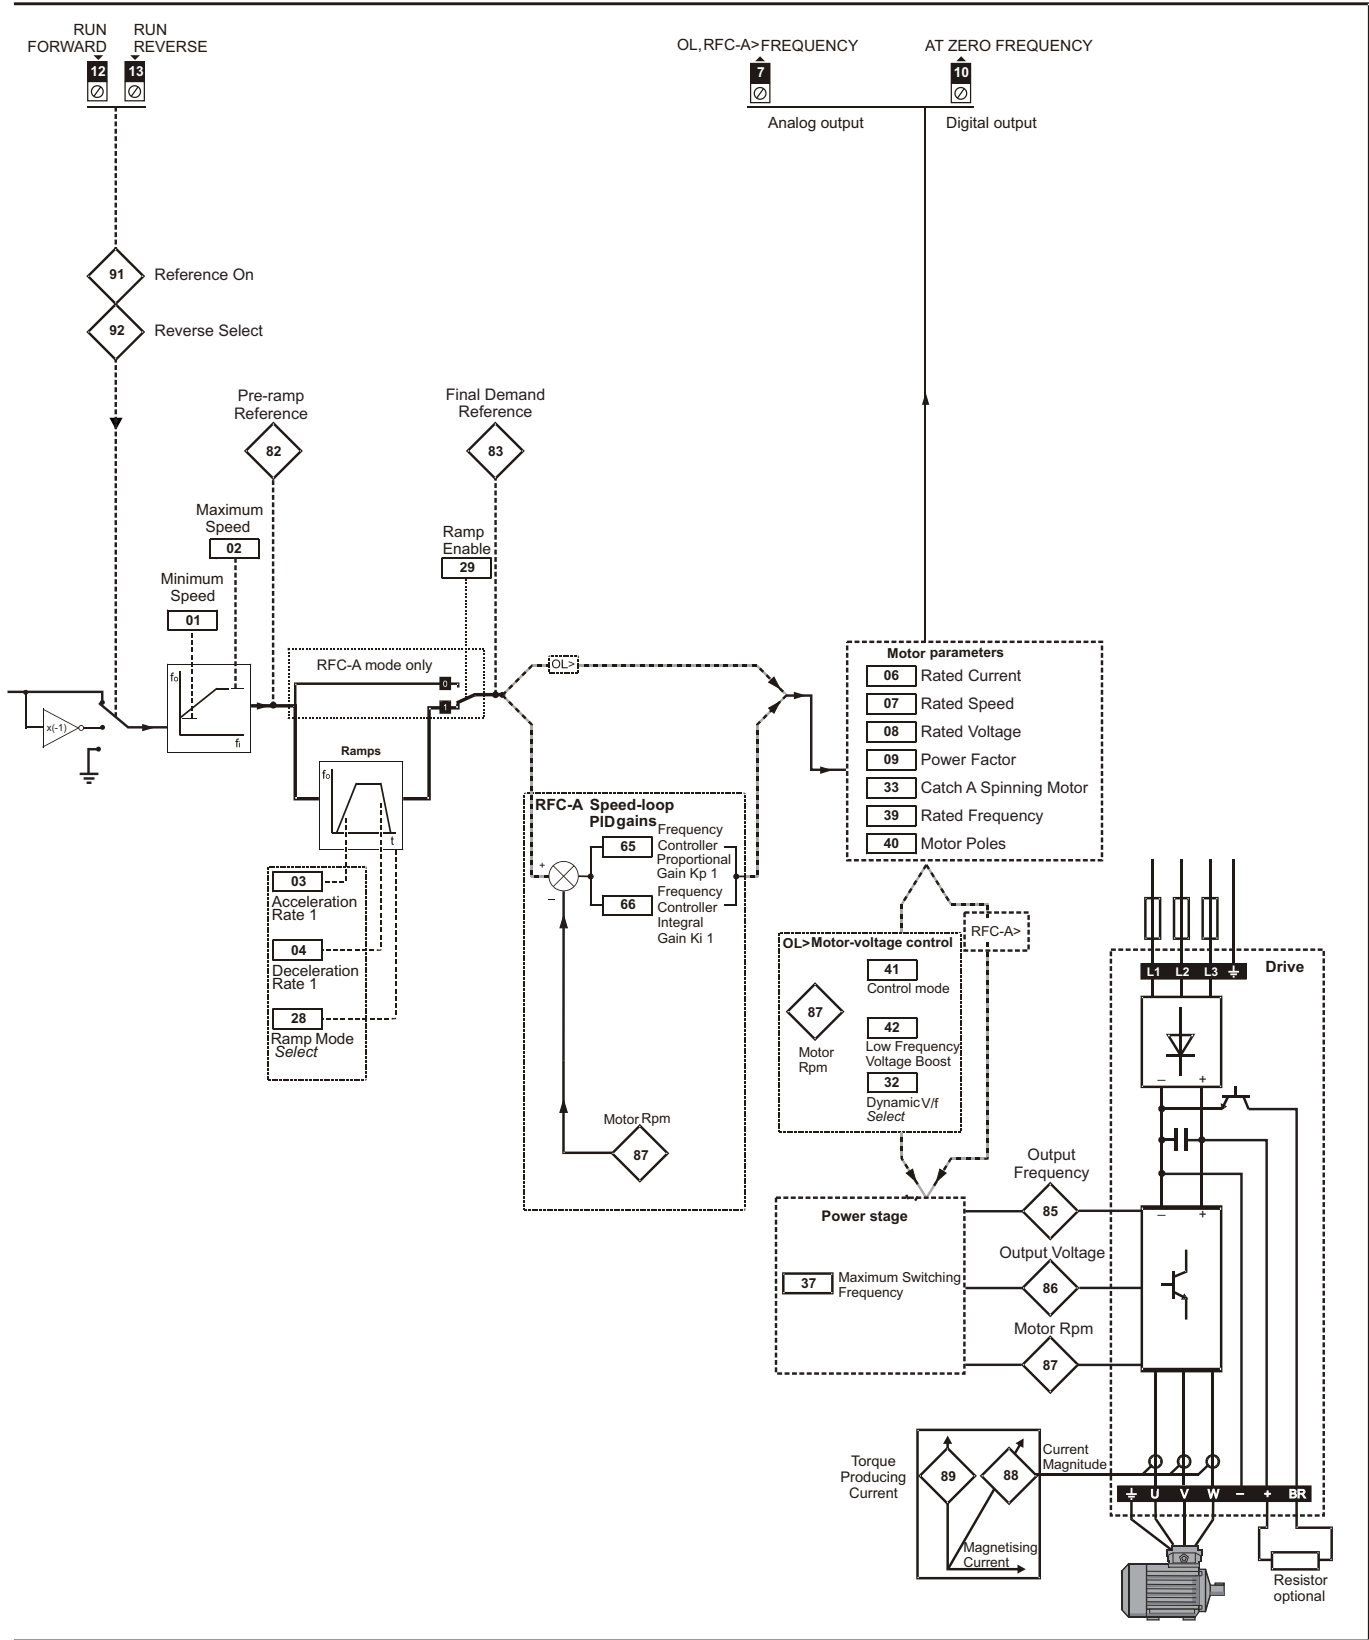 RUN
FORWARD
RUN
REVERSE
12
13
OL,RFC-A>FREQUENCY
AT ZERO FREQUENCY
7
10
Analog output
Digital output
91
Reference On
92
Reverse Select
Pre-ramp
Reference
82
Final Demand
Reference
83
Maximum
Speed
02
Ramp
Enable
29
Minimum
Speed
01
RFC-A mode only
0
1
OL>
x(-1)
fo
fi
Ramps
fo
t
03
Acceleration
Rate 1
04
Deceleration
Rate 1
28
Ramp Mode
Select
RFC-A Speed-loop
PID gains
65
Frequency
Controller
Proportional
Gain Kp 1
66
Frequency
Controller
Integral
Gain Ki 1
+
–
Motor Rpm
87
Motor parameters
06 Rated Current
07 Rated Speed
08 Rated Voltage
09 Power Factor
33 Catch A Spinning Motor
39 Rated Frequency
40 Motor Poles
RFC-A>
OL>Motor-voltage control
41
Control mode
87
Motor
Rpm
42
Low Frequency
Voltage Boost
32
Dynamic V/f
Select
Power stage
37
Maximum Switching
Frequency
Output
Frequency
85
Output Voltage
86
Motor Rpm
87
L1 L2 L3
Drive
– +
– +
Torque
Producing
Current
89
88
Current
Magnitude
Magnetising
Current
U V W – + BR
Resistor
optional